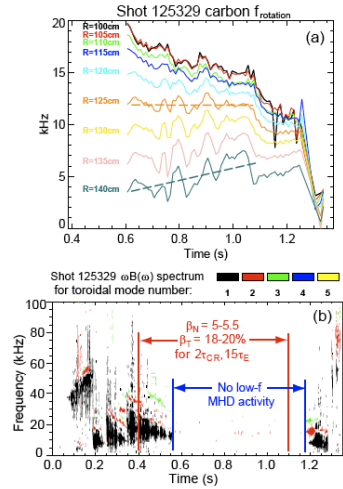 Shot 125329 carbon f_rotation
(a)
R=100cm
R=105cm
R=110cm
R=115cm
R=120cm
R=125cm
R=130cm
R=135cm
R=140cm
20
15
10
5
0
kHz
0.4 0.6 0.8 1.0 1.2
Time (s)
Shot 125329 ωB(ω) spectrum
for toroidal mode number:
1 2 3 4 5
(b)
βN = 5-5.5
βT = 18-20%
for 2τCR, 15τE
No low-f
MHD activity
100
80
60
40
20
0
Frequency (kHz)
0.0 0.2 0.4 0.6 0.8 1.0 1.2
Time (s)